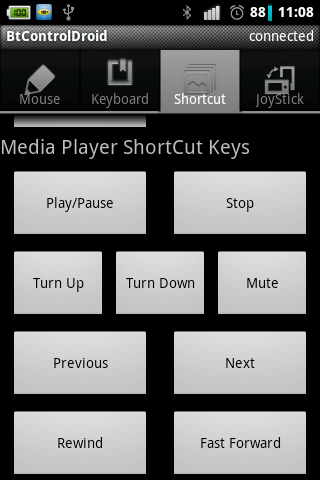 100 88 11:08
BtControlDroid connected
Mouse Keyboard Shortcut JoyStick
Media Player ShortCut Keys
Play/Pause Stop
Turn Up Turn Down Mute
Previous Next
Rewind Fast Forward